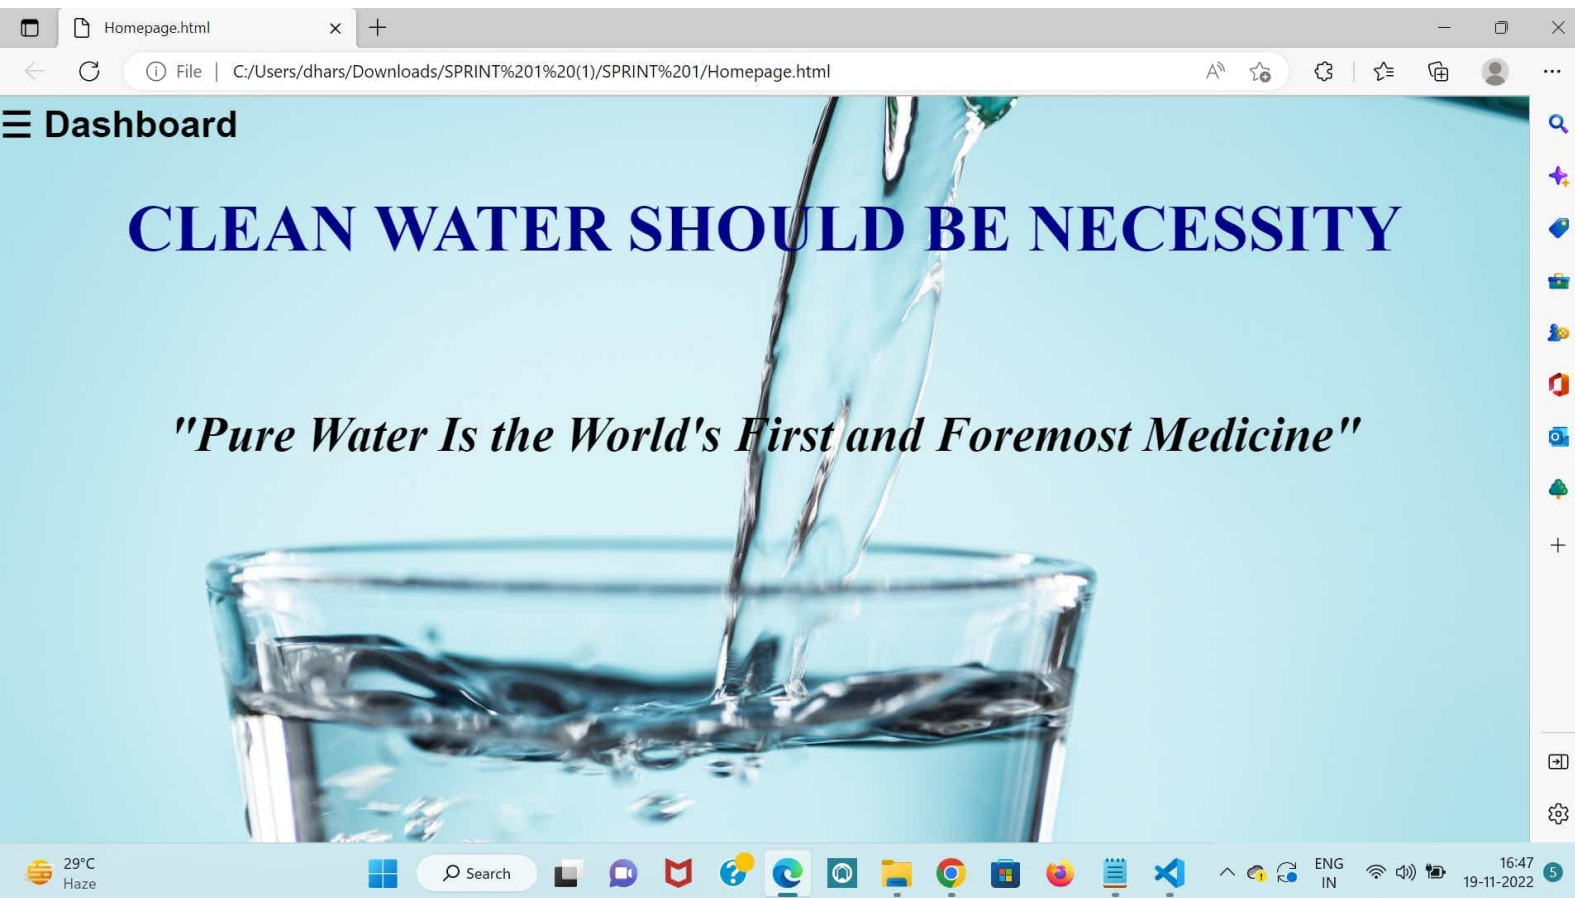 Homepage.html
File | C:/Users/dhars/Downloads/SPRINT%201%20(1)/SPRINT%201/Homepage.html
☰ Dashboard
CLEAN WATER SHOULD BE NECESSITY
"Pure Water Is the World's First and Foremost Medicine"
29°C
Haze
Search
ENG
IN
16:47
19-11-2022
5